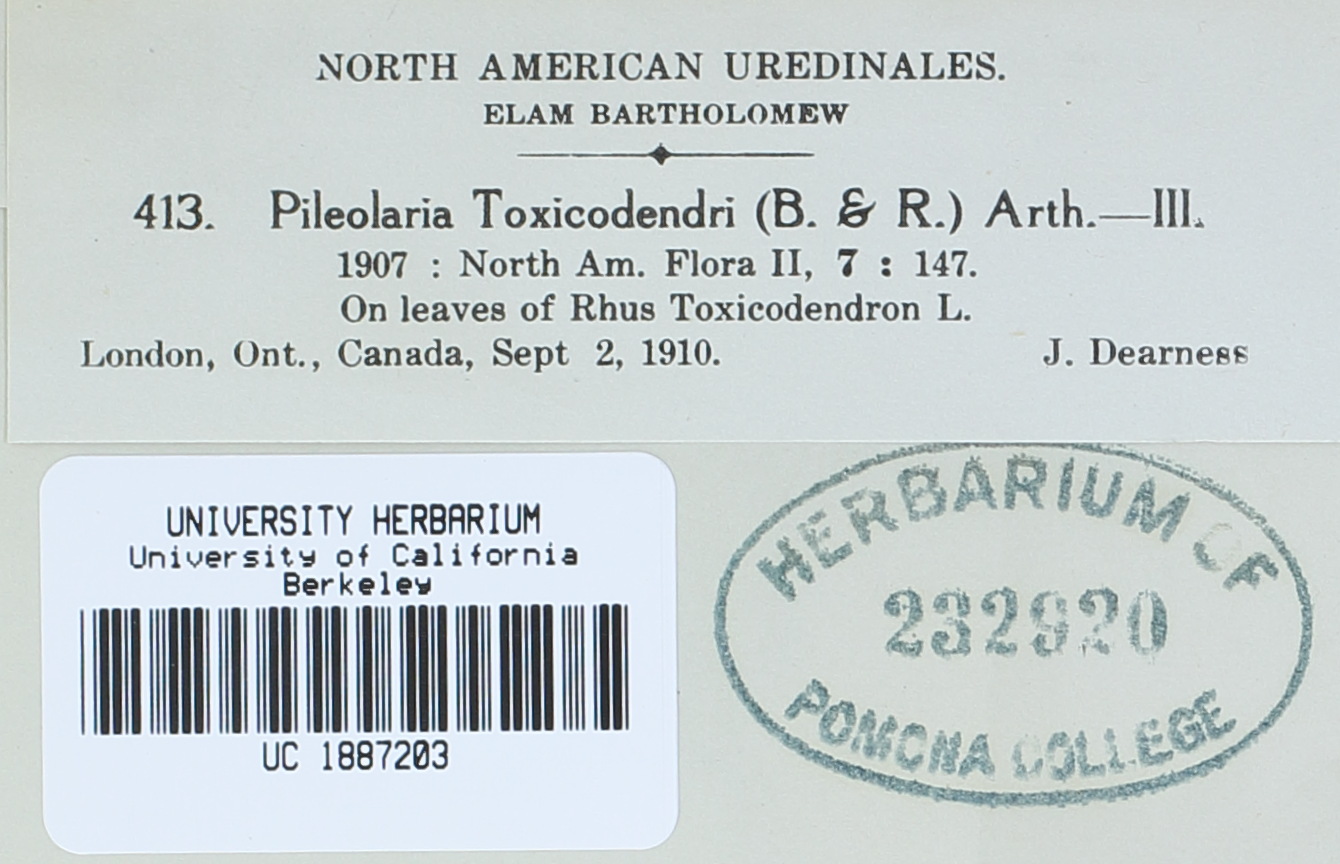 NORTH AMERICAN UREDINALES.
ELAM BARTHOLOMEW
413. Pileolaria Toxicodendri (B. & R.) Arth.—III.
1907 : North Am. Flora II, 7 : 147.
On leaves of Rhus Toxicodendron L.
London, Ont., Canada, Sept 2, 1910. J. Dearness
UNIVERSITY HERBARIUM
University of California
Berkeley
UC 1887203
HERBARIUM OF
232920
POMONA COLLEGE